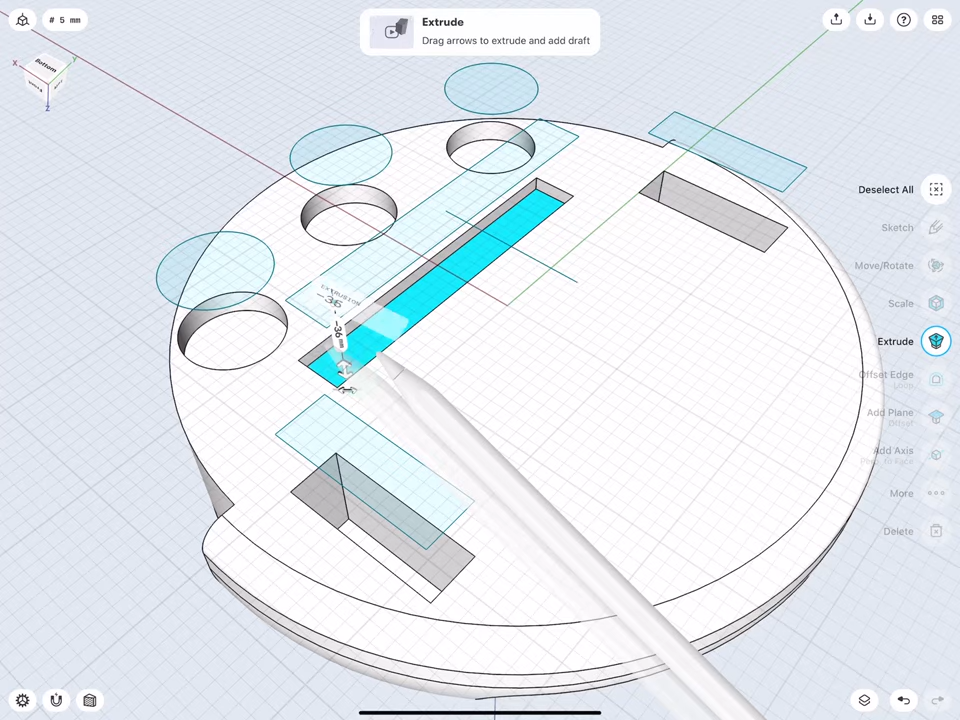 # 5 mm
Extrude
Drag arrows to extrude and add draft
Bottom
X
Y
Z
Deselect All
Sketch
Move/Rotate
Scale
Extrude
Offset Edge
Loop
Add Plane
Offset
Add Axis
More
Delete
EXTRUSION
-36
-36 mm